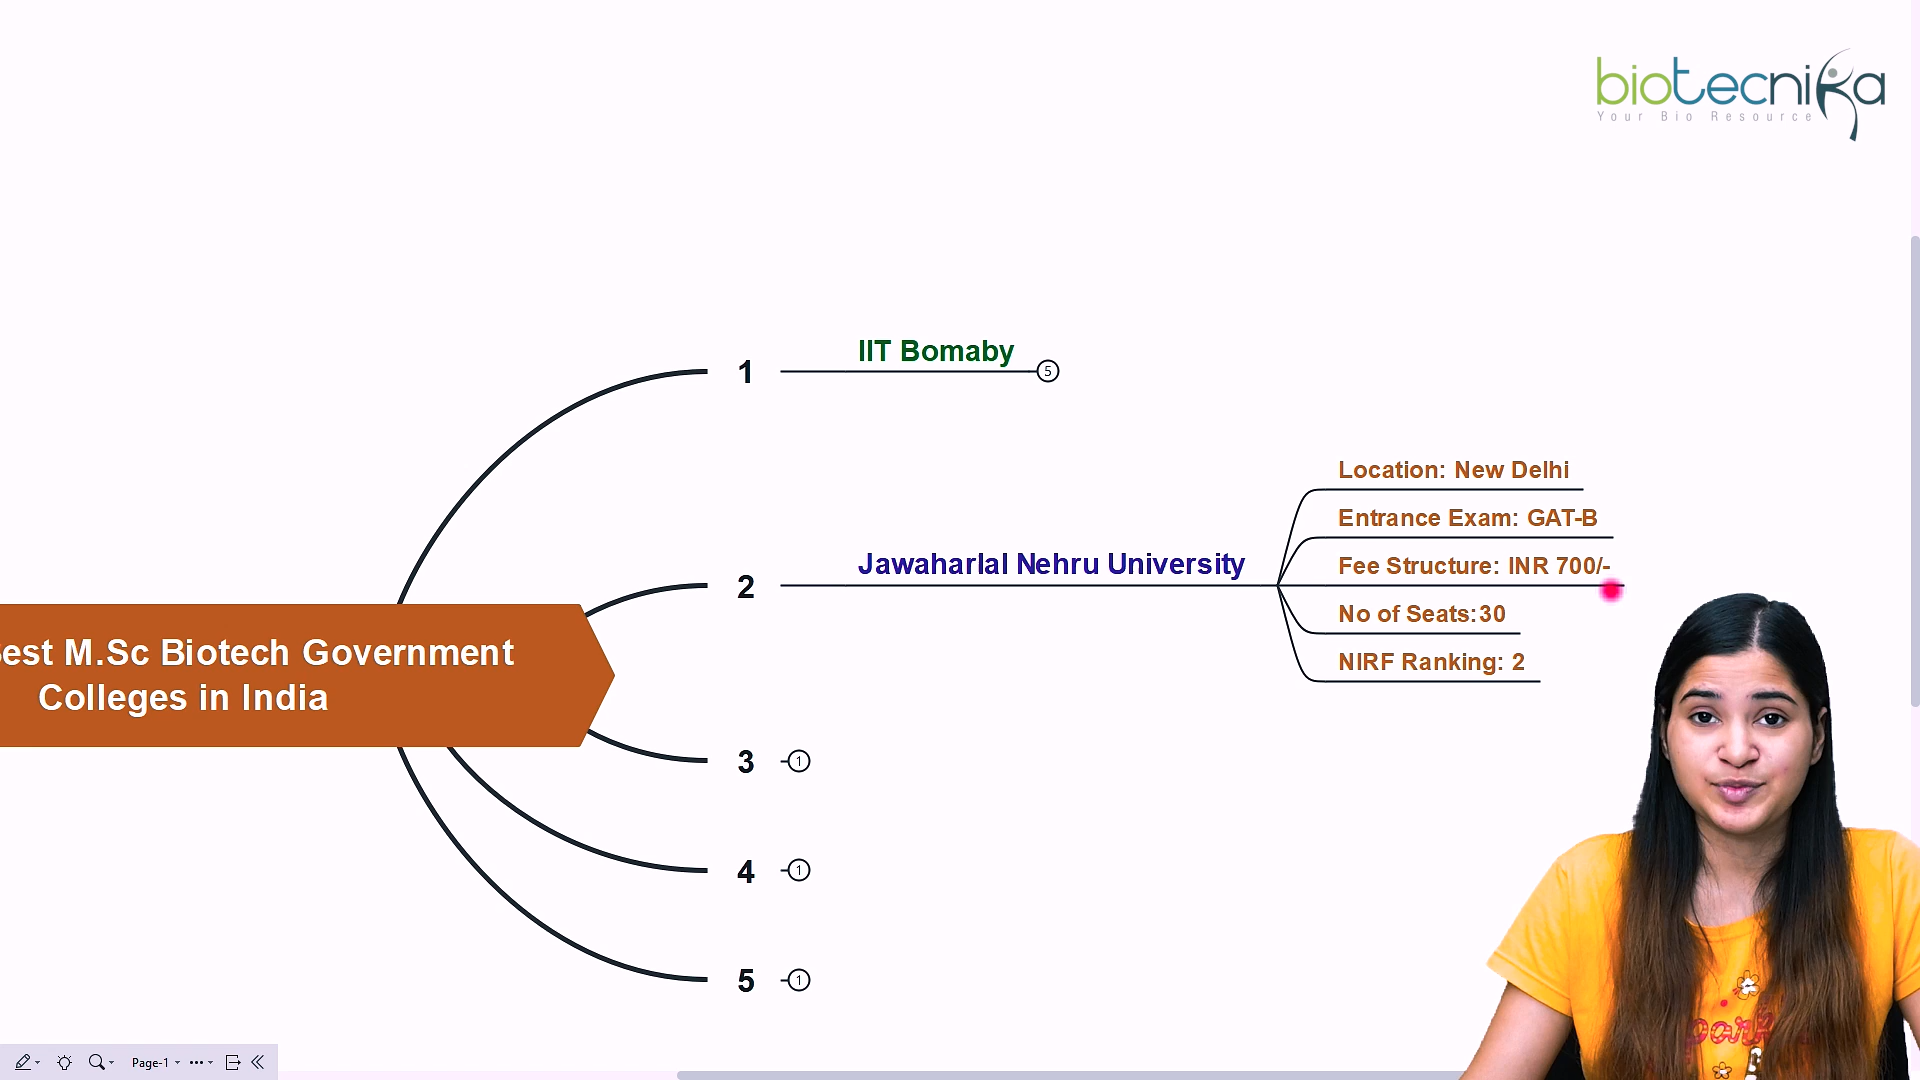 biotecnika
Your Bio Resource
1
IIT Bomaby
5
Location: New Delhi
Entrance Exam: GAT-B
2
Jawaharlal Nehru University
Fee Structure: INR 700/-
No of Seats:30
NIRF Ranking: 2
Best M.Sc Biotech Government
Colleges in India
3
1
4
1
5
1
Page-1